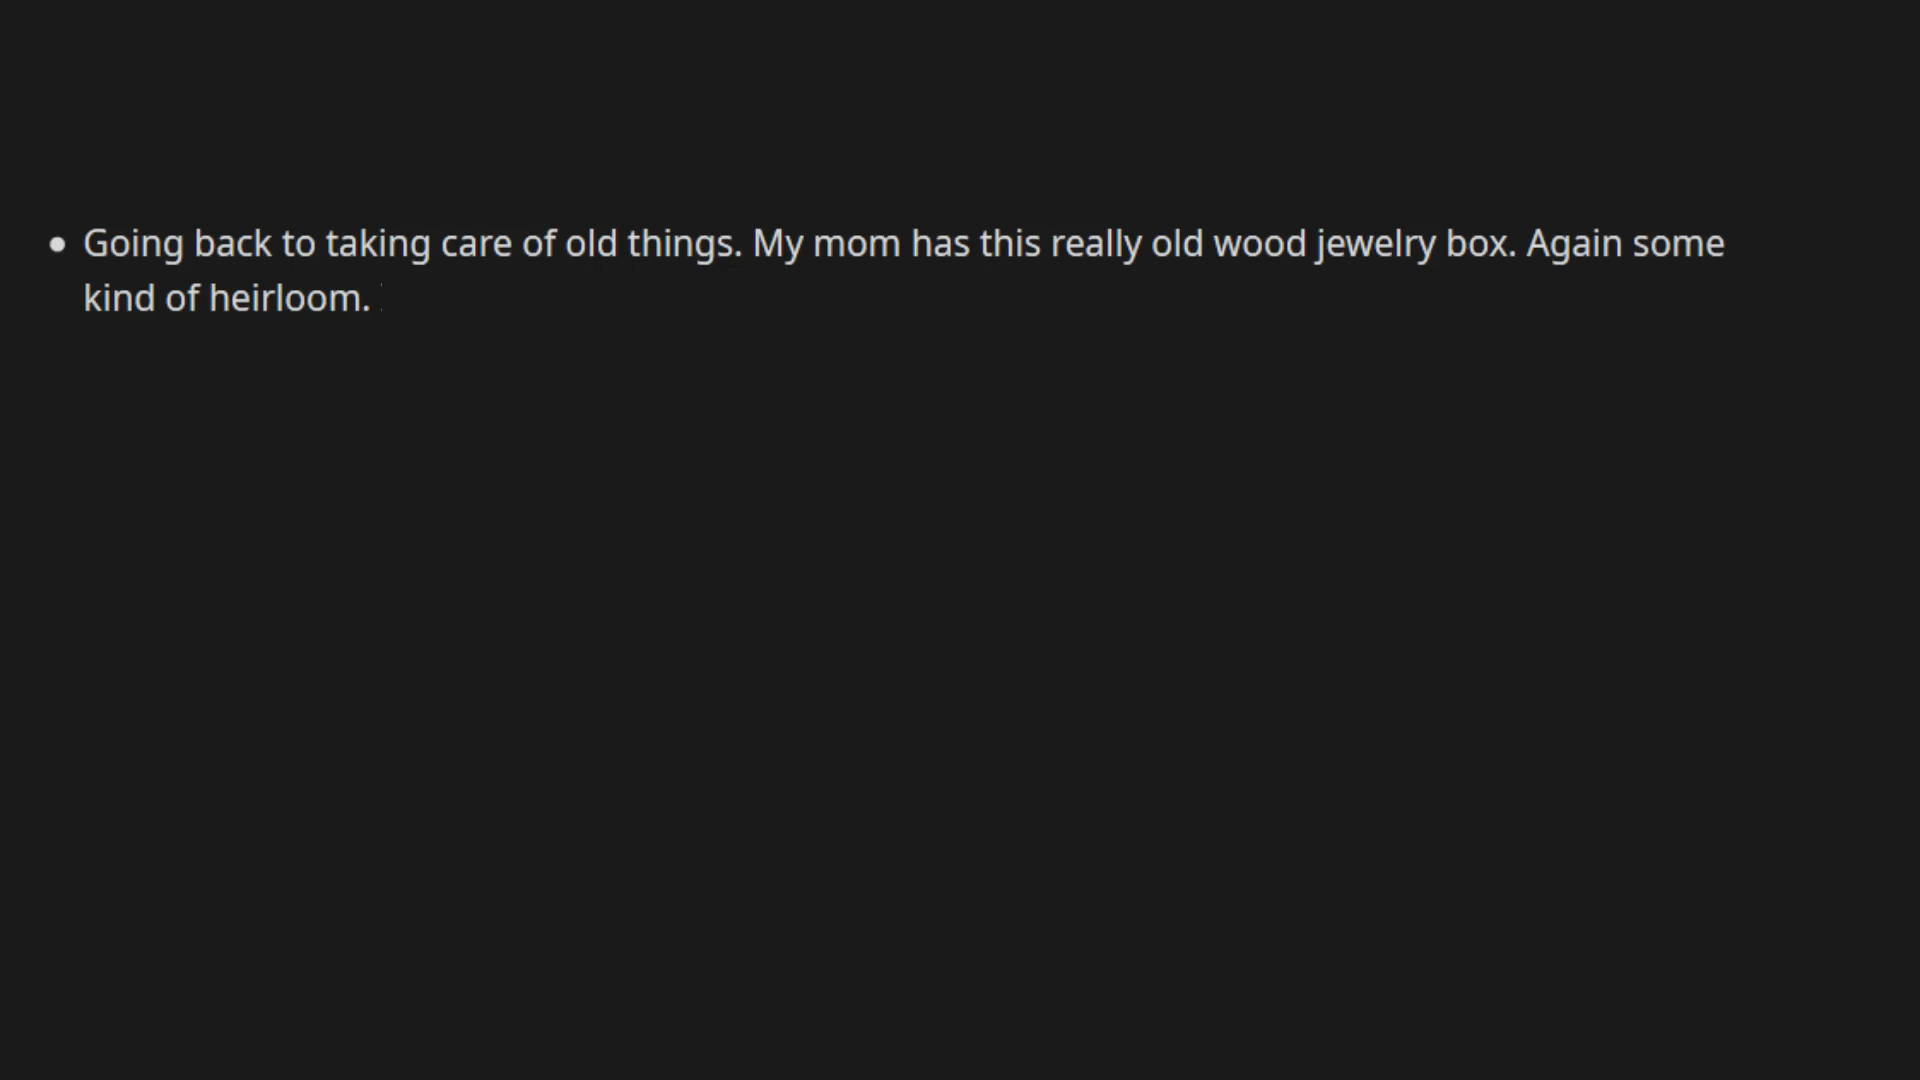 • Going back to taking care of old things. My mom has this really old wood jewelry box. Again some
kind of heirloom.